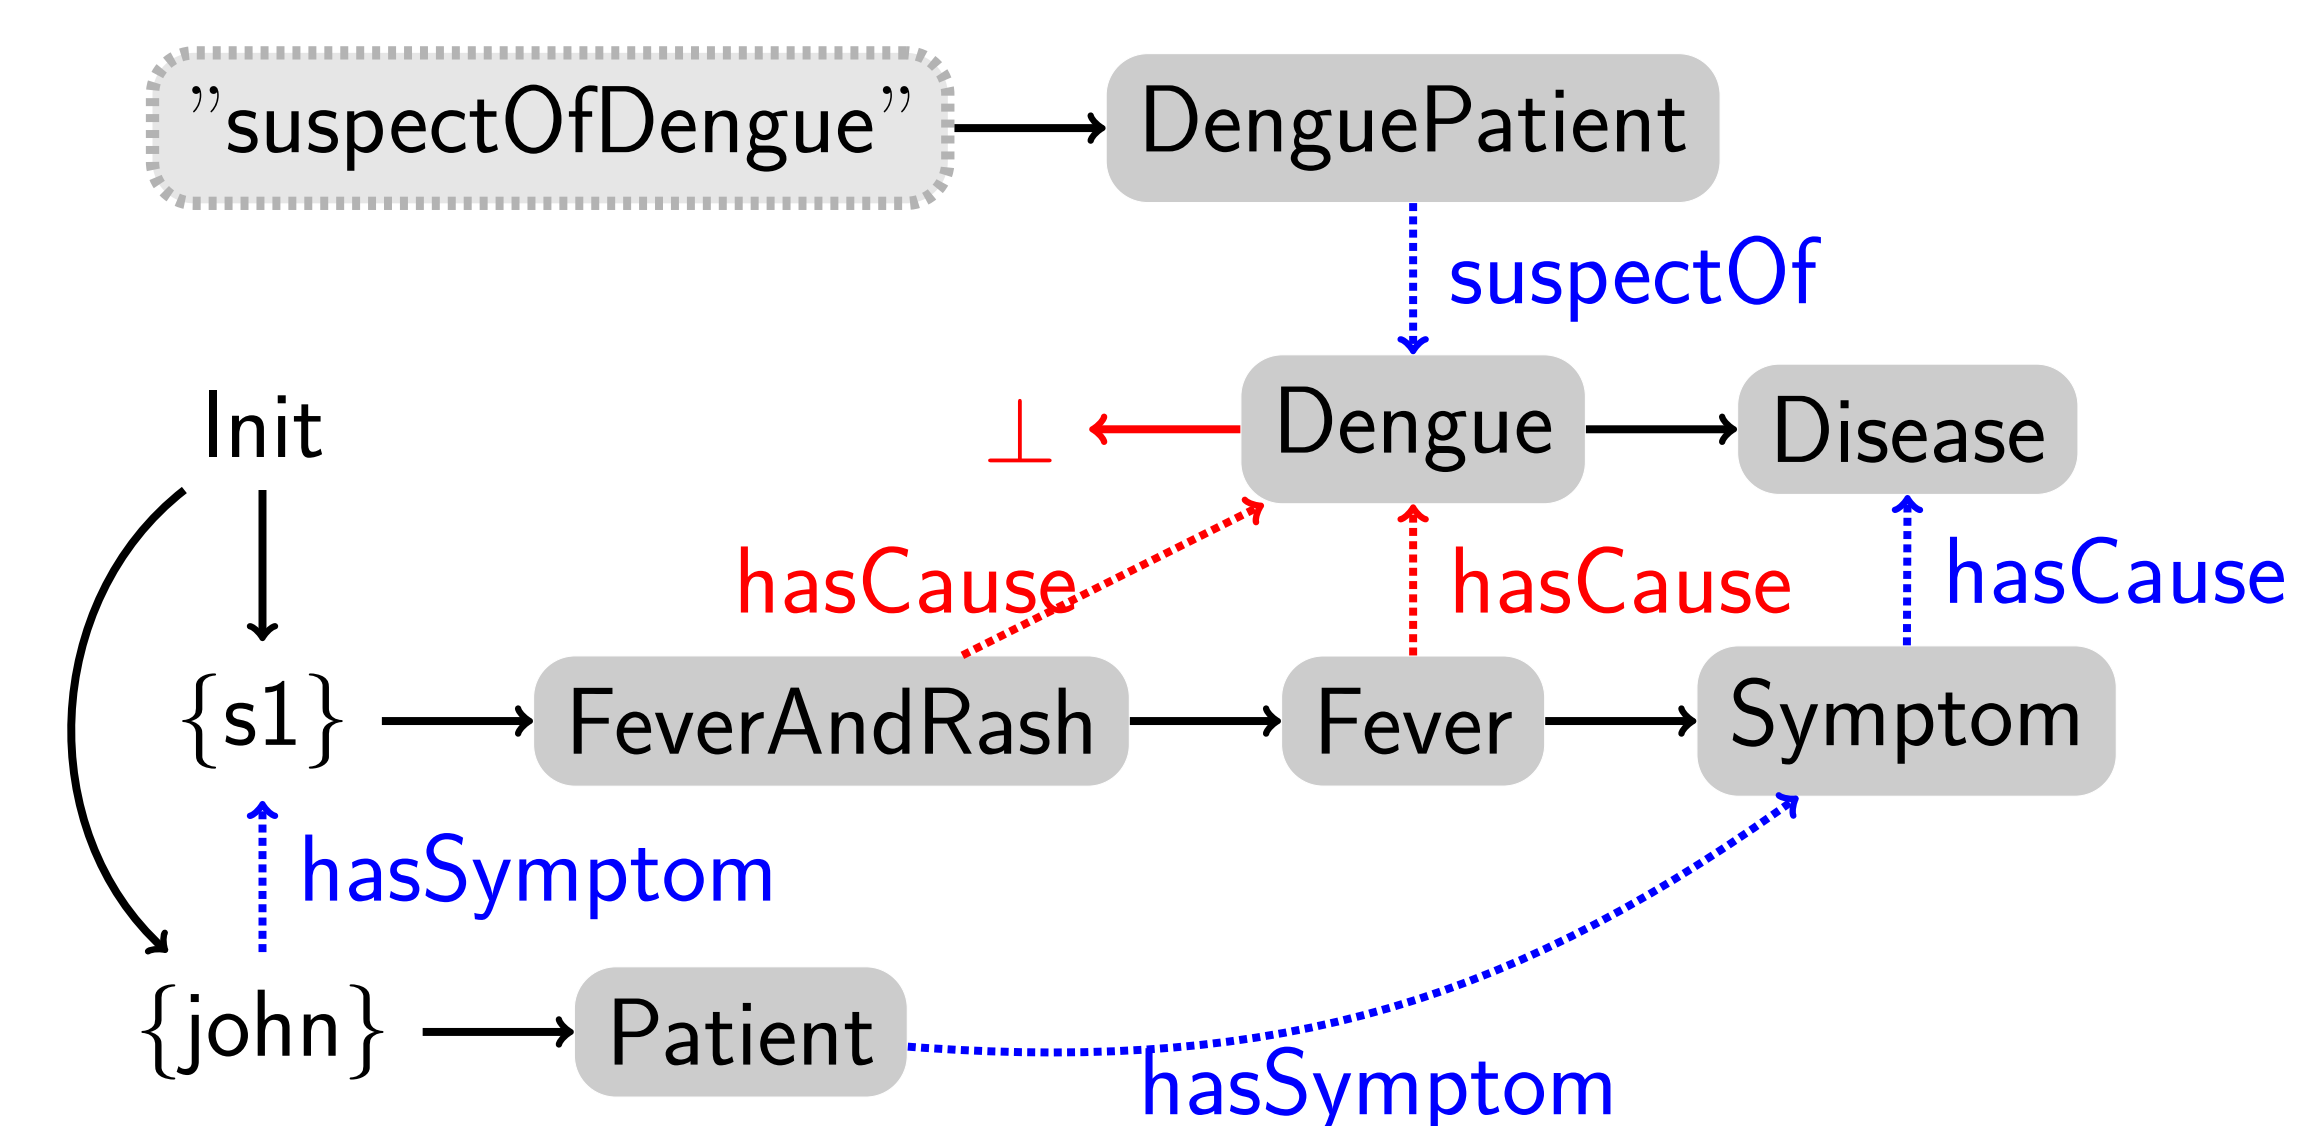 ”suspectOfDengue”
DenguePatient
suspectOf
Init
⊥
Dengue
Disease
hasCause
hasCause
hasCause
{s1}
FeverAndRash
Fever
Symptom
hasSymptom
{john}
Patient
hasSymptom